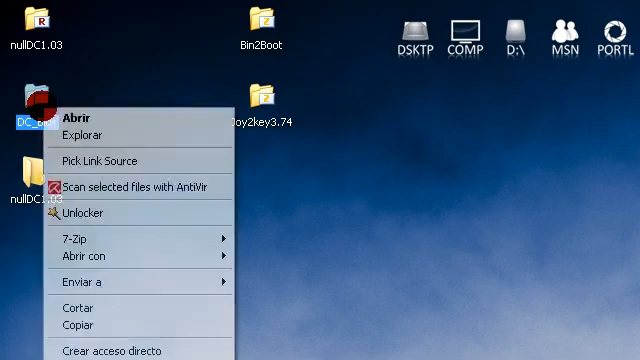 nullDC1.03
Bin2Boot
DSKTP
COMP
D:\
MSN
PORTL
Joy2key3.74
nullDC1.03
Abrir
Explorar
Pick Link Source
Scan selected files with AntiVir
Unlocker
7-Zip
Abrir con
Enviar a
Cortar
Copiar
Crear acceso directo